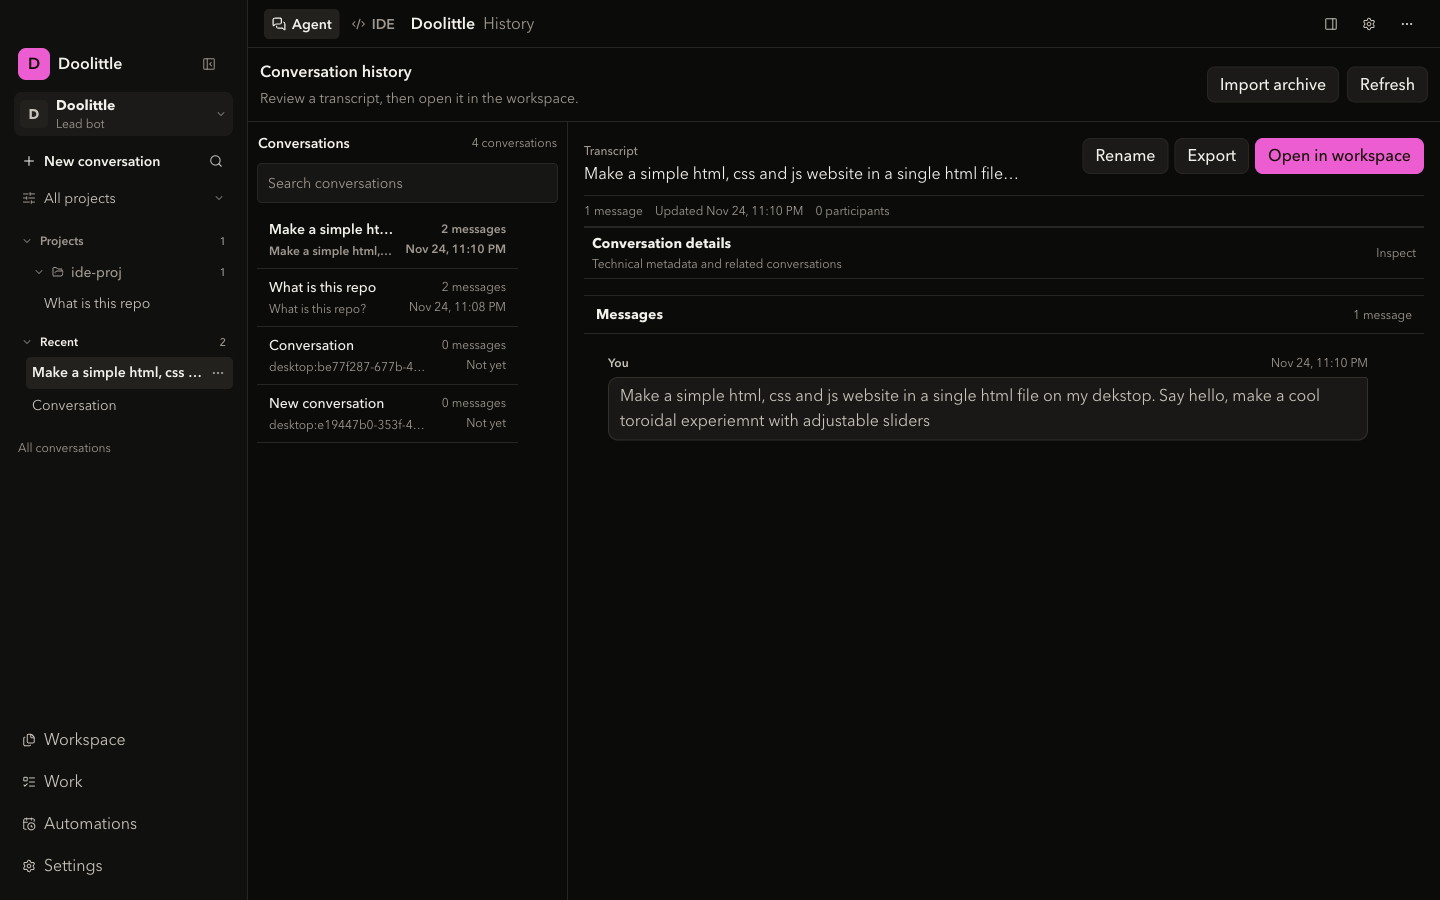 Agent
IDE
Doolittle History
D
Doolittle
D
Doolittle
Lead bot
New conversation
All projects
Projects 1
ide-proj 1
What is this repo
Recent 2
Make a simple html, css ...
Conversation
All conversations
Workspace
Work
Automations
Settings
Conversation history
Review a transcript, then open it in the workspace.
Import archive
Refresh
Conversations 4 conversations
Search conversations
Make a simple ht... 2 messages
Make a simple html,... Nov 24, 11:10 PM
What is this repo 2 messages
What is this repo? Nov 24, 11:08 PM
Conversation 0 messages
desktop:be77f287-677b-4... Not yet
New conversation 0 messages
desktop:e19447b0-353f-4... Not yet
Transcript
Make a simple html, css and js website in a single html file...
Rename
Export
Open in workspace
1 message Updated Nov 24, 11:10 PM 0 participants
Conversation details
Technical metadata and related conversations
Inspect
Messages 1 message
You Nov 24, 11:10 PM
Make a simple html, css and js website in a single html file on my dekstop. Say hello, make a cool
toroidal experiemnt with adjustable sliders